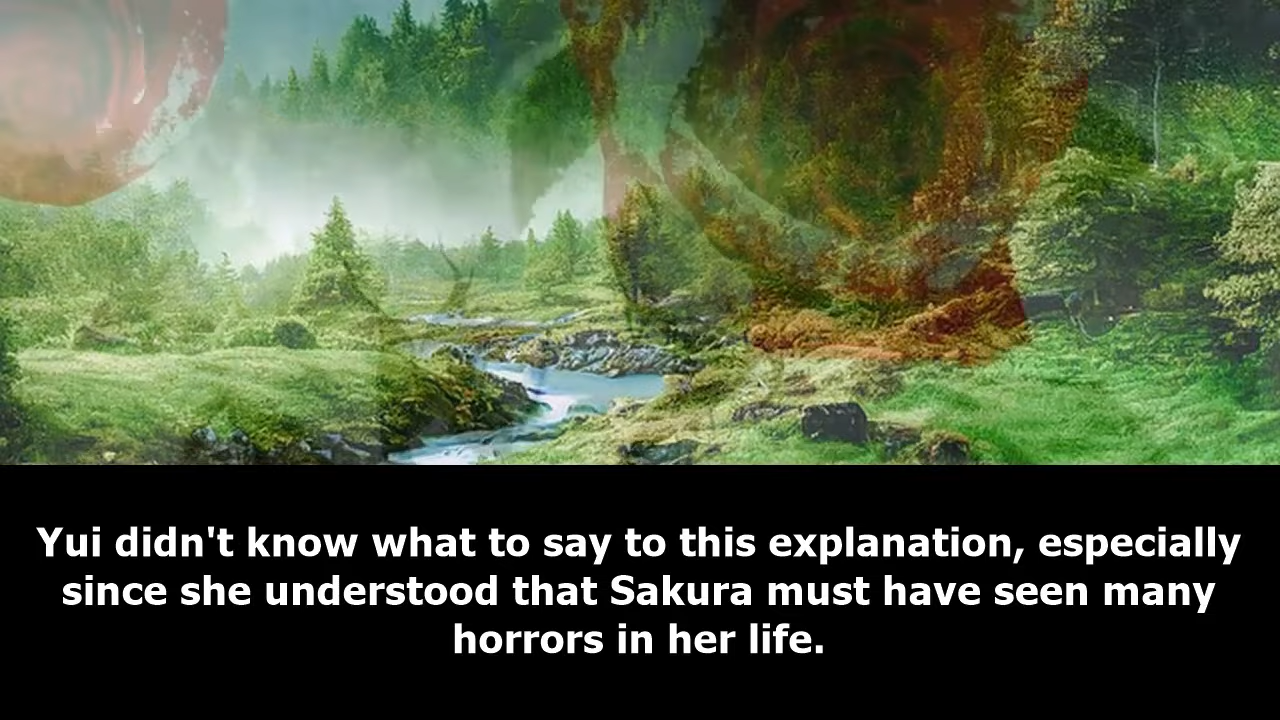 Yui didn't know what to say to this explanation, especially
since she understood that Sakura must have seen many
horrors in her life.